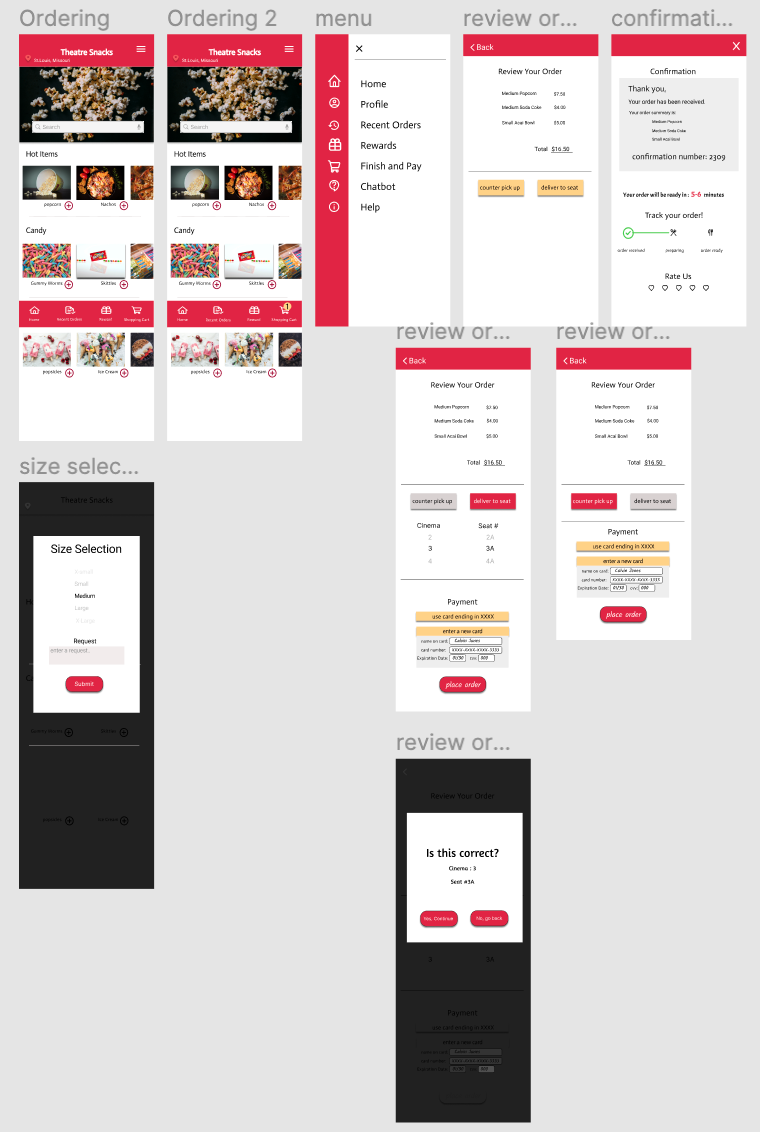 Ordering
Theatre Snacks
St.Louis, Missouri
Search
Hot Items
popcorn
Nachos
Candy
Gummy Worms
Skittles
Home
Recent Orders
Reward
Shopping Cart
popsicles
Ice Cream
Ordering 2
Theatre Snacks
St.Louis, Missouri
Search
Hot Items
popcorn
Nachos
Candy
Gummy Worms
Skittles
1
Home
Recent Orders
Reward
Shopping Cart
popsicles
Ice Cream
menu
Home
Profile
Recent Orders
Rewards
Finish and Pay
Chatbot
Help
review or...
Back
Review Your Order
Medium Popcorn $7.50
Medium Soda Coke $4.00
Small Acai Bowl $5.00
Total $16.50
counter pick up
deliver to seat
confirmati...
X
Confirmation
Thank you,
Your order has been received.
Your order summary is:
Medium Popcorn
Medium Soda Coke
Small Acai Bowl
confirmation number: 2309
Your order will be ready in: 5-6 minutes
Track your order!
order received
preparing
order ready
Rate Us
review or...
Back
Review Your Order
Medium Popcorn $7.50
Medium Soda Coke $4.00
Small Acai Bowl $5.00
Total $16.50
counter pick up
deliver to seat
Cinema Seat #
2 2A
3 3A
4 4A
Payment
use card ending in XXXX
enter a new card
name on card: Calvin Jones
card number: XXXX-XXXX-XXXX-3333
Expiration Date: 01/30 cvv: 000
place order
review or...
Back
Review Your Order
Medium Popcorn $7.50
Medium Soda Coke $4.00
Small Acai Bowl $5.00
Total $16.50
counter pick up
deliver to seat
Payment
use card ending in XXXX
enter a new card
name on card: Calvin Jones
card number: XXXX-XXXX-XXXX-3333
Expiration Date: 01/30 cvv: 000
place order
size selec...
Theatre Snacks
Size Selection
Small
Medium
Large
X-Large
Request
enter a request..
Submit
Gummy Worms
Skittles
popsicles
Ice Cream
review or...
Review Your Order
Is this correct?
Cinema : 3
Seat #3A
Yes, Continue
No, go back
3 3A
Payment
use card ending in XXXX
enter a new card
name on card: Calvin Jones
card number: XXXX-XXXX-XXXX-3333
Expiration Date: 01/30 cvv: 000